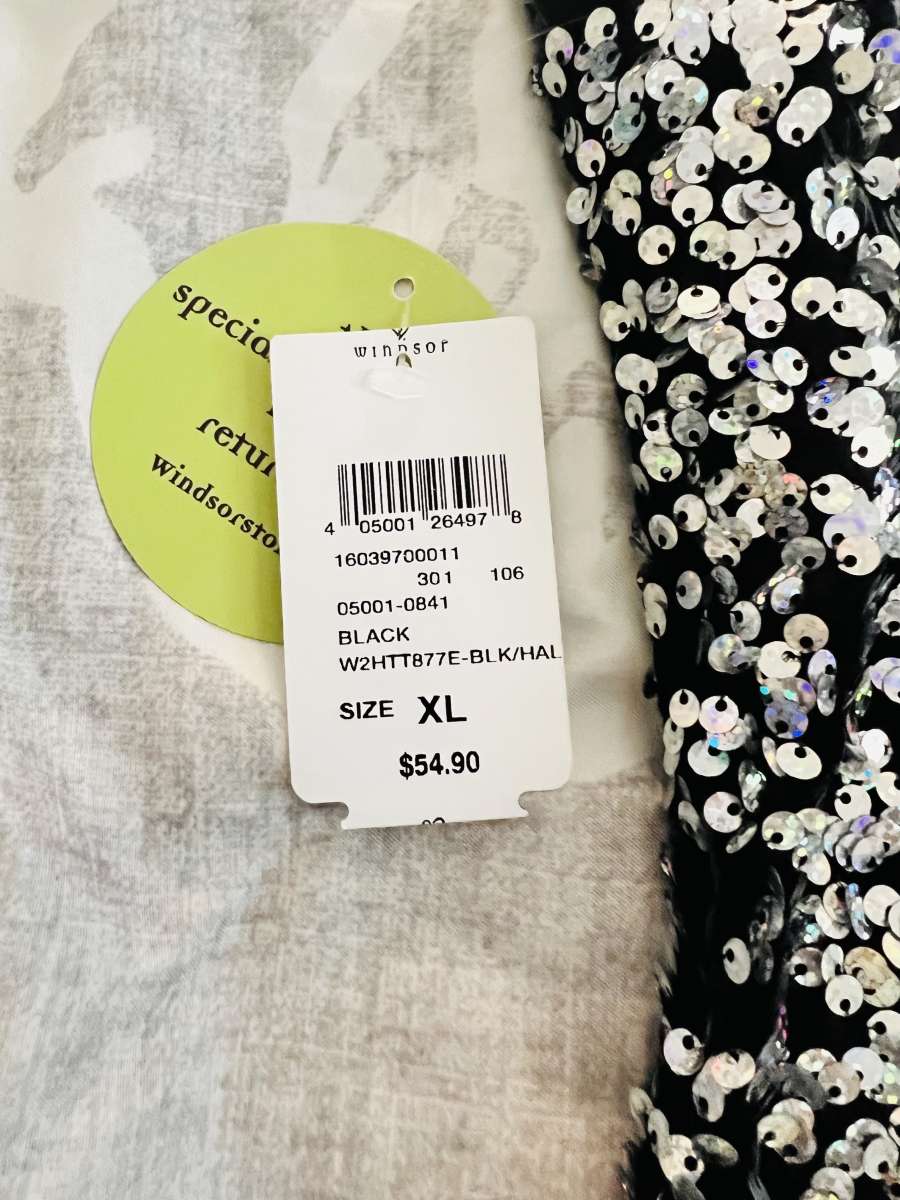 retur
Windsorsto
windsor
4 05001 26497 8
16039700011
301 106
05001-0841
BLACK
W2HTT877E-BLK/HAL
SIZE XL
$54.90